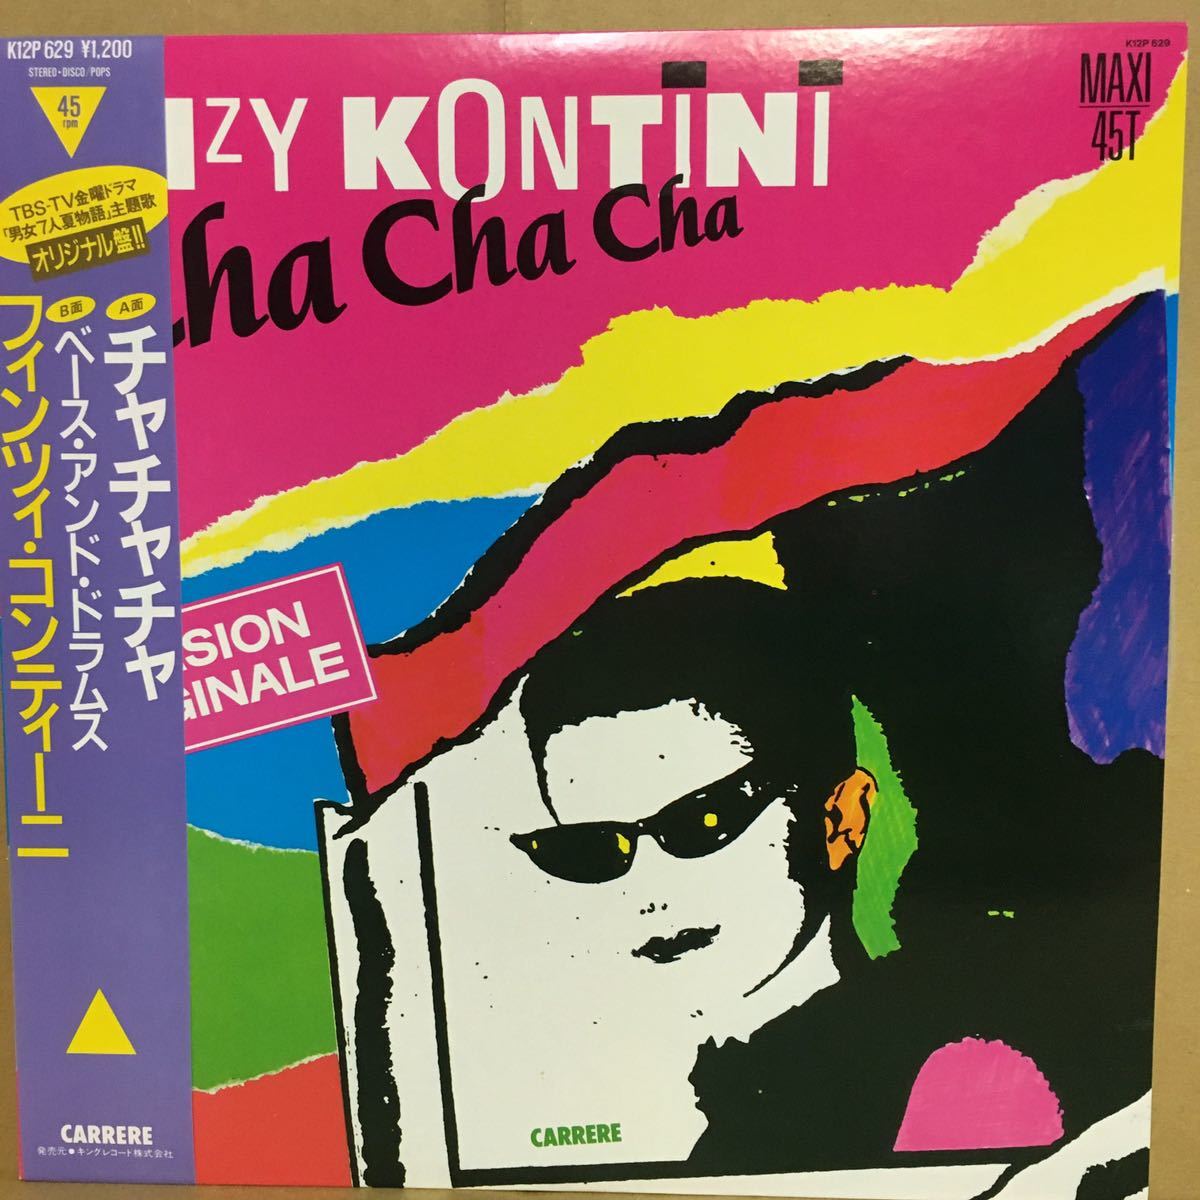 K12P 629 ¥1,200
STEREO・DISCO/POPS
45
rpm
TBS-TV金曜ドラマ
「男女7人夏物語」主題歌
オリジナル盤!!
A面
チャチャチャ
B面
ベース・アンド・ドラムス
フィンツィ・コンティーニ
CARRERE
発売元●キングレコード株式会社
IZY KONTINI
Cha Cha Cha
K12P 629
MAXI
45T
RSION
GINALE
CARRERE